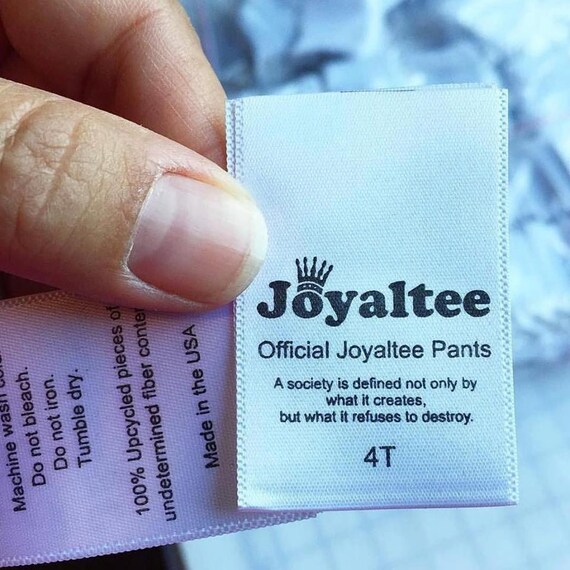 Joyaltee
Official Joyaltee Pants
A society is defined not only by
what it creates,
but what it refuses to destroy.
4T
Machine wash
Do not bleach.
Do not iron.
Tumble dry.
100% Upcycled pieces of
undetermined fiber
Made in the USA